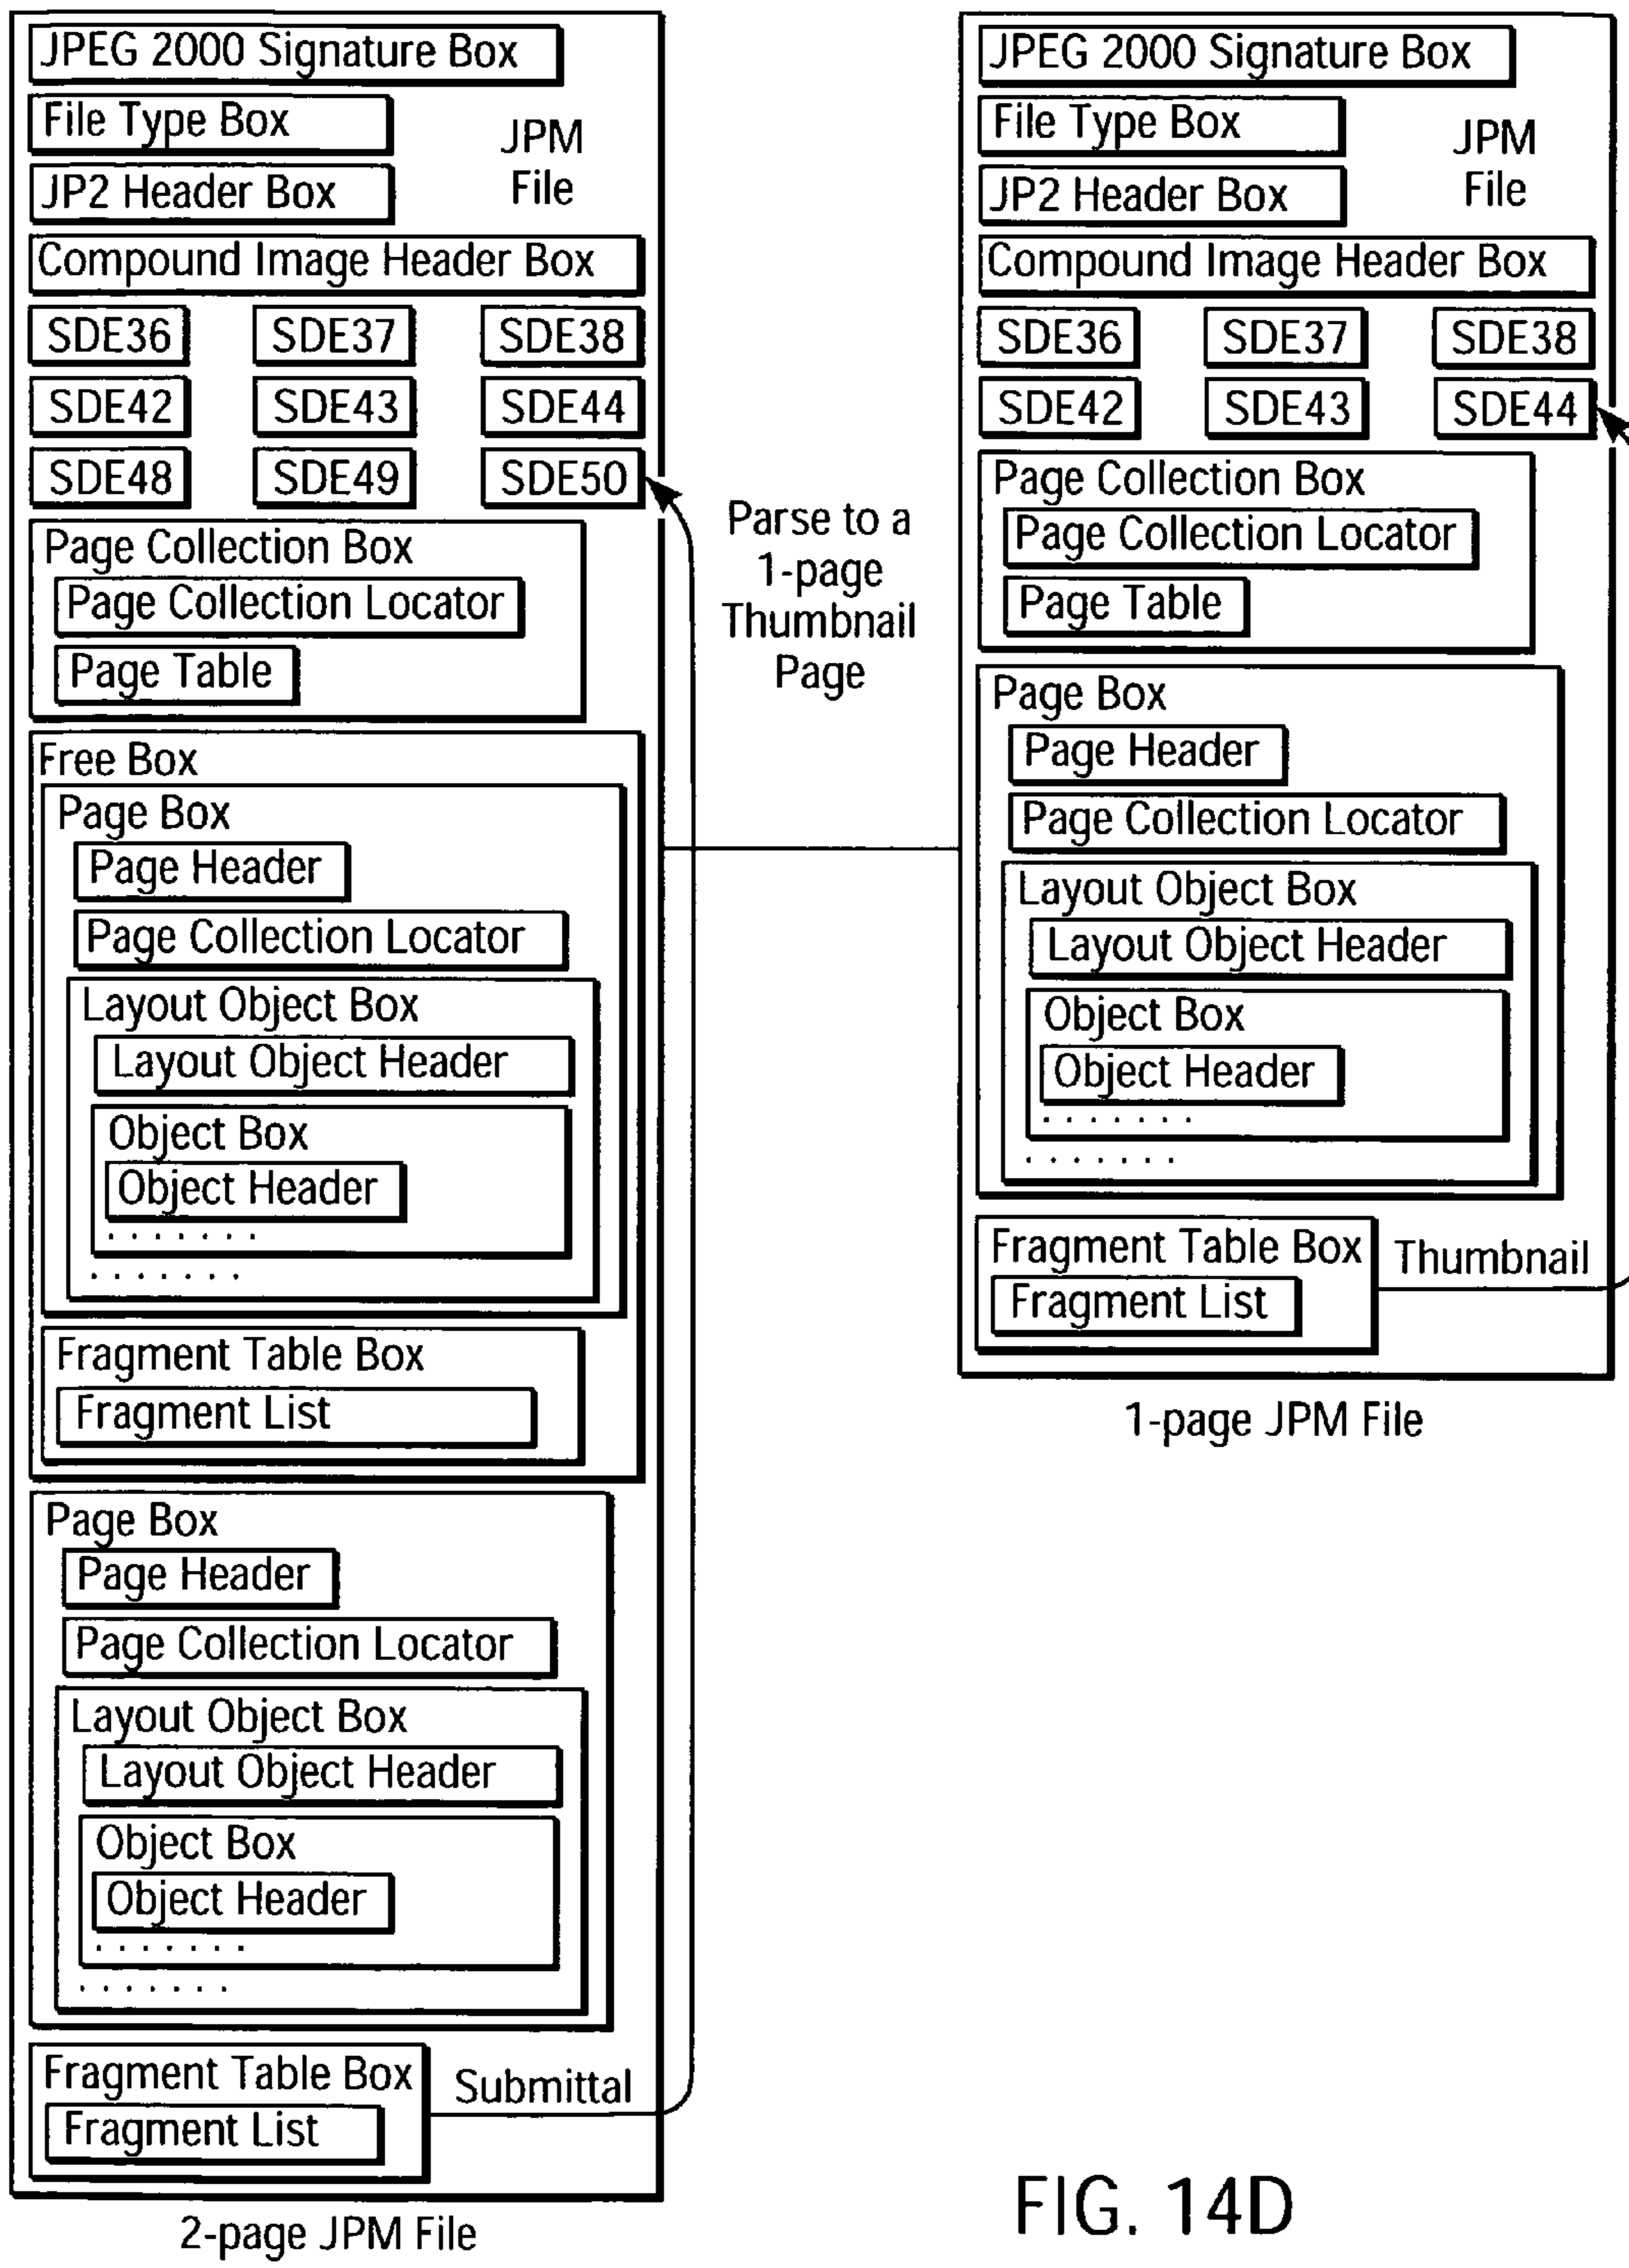 JPEG 2000 Signature Box
File Type Box
JPM
File
JP2 Header Box
Compound Image Header Box
SDE36 SDE37 SDE38
SDE42 SDE43 SDE44
SDE48 SDE49 SDE50
Page Collection Box
Page Collection Locator
Page Table
Free Box
Page Box
Page Header
Page Collection Locator
Layout Object Box
Layout Object Header
Object Box
Object Header
.......
.......
Fragment Table Box
Fragment List
Page Box
Page Header
Page Collection Locator
Layout Object Box
Layout Object Header
Object Box
Object Header
.......
.......
Fragment Table Box
Fragment List
Submittal
2-page JPM File
Parse to a
1-page
Thumbnail
Page
JPEG 2000 Signature Box
File Type Box
JPM
File
JP2 Header Box
Compound Image Header Box
SDE36 SDE37 SDE38
SDE42 SDE43 SDE44
Page Collection Box
Page Collection Locator
Page Table
Page Box
Page Header
Page Collection Locator
Layout Object Box
Layout Object Header
Object Box
Object Header
.......
.......
Fragment Table Box
Fragment List
Thumbnail
1-page JPM File
FIG. 14D